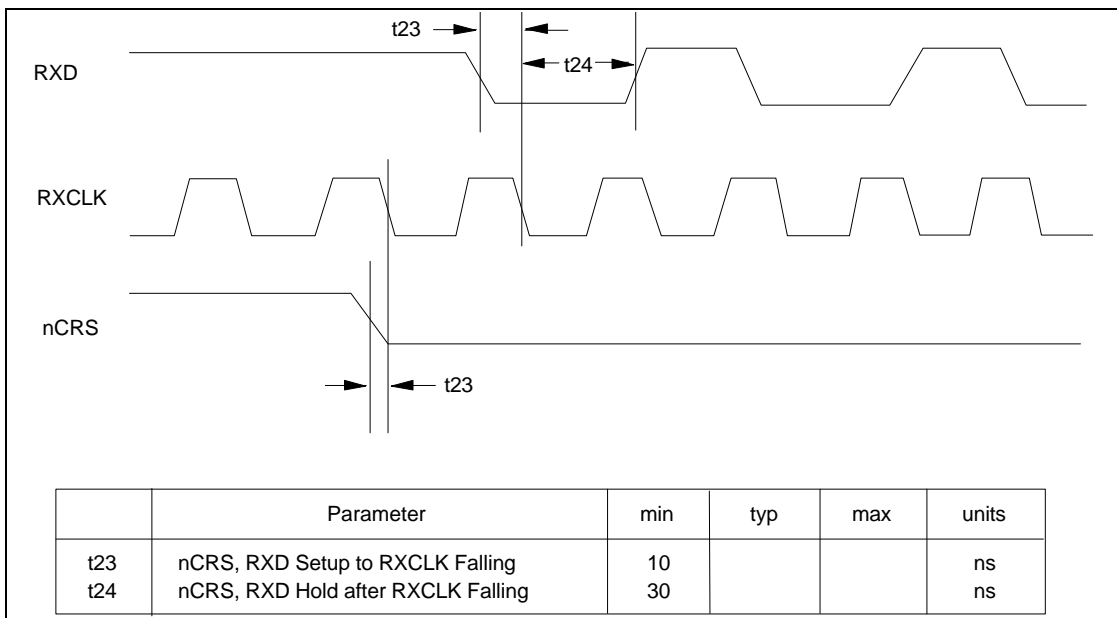 t23
RXD
t24
RXCLK
nCRS
t23
Parameter min typ max units
t23 nCRS, RXD Setup to RXCLK Falling 10 ns
t24 nCRS, RXD Hold after RXCLK Falling 30 ns